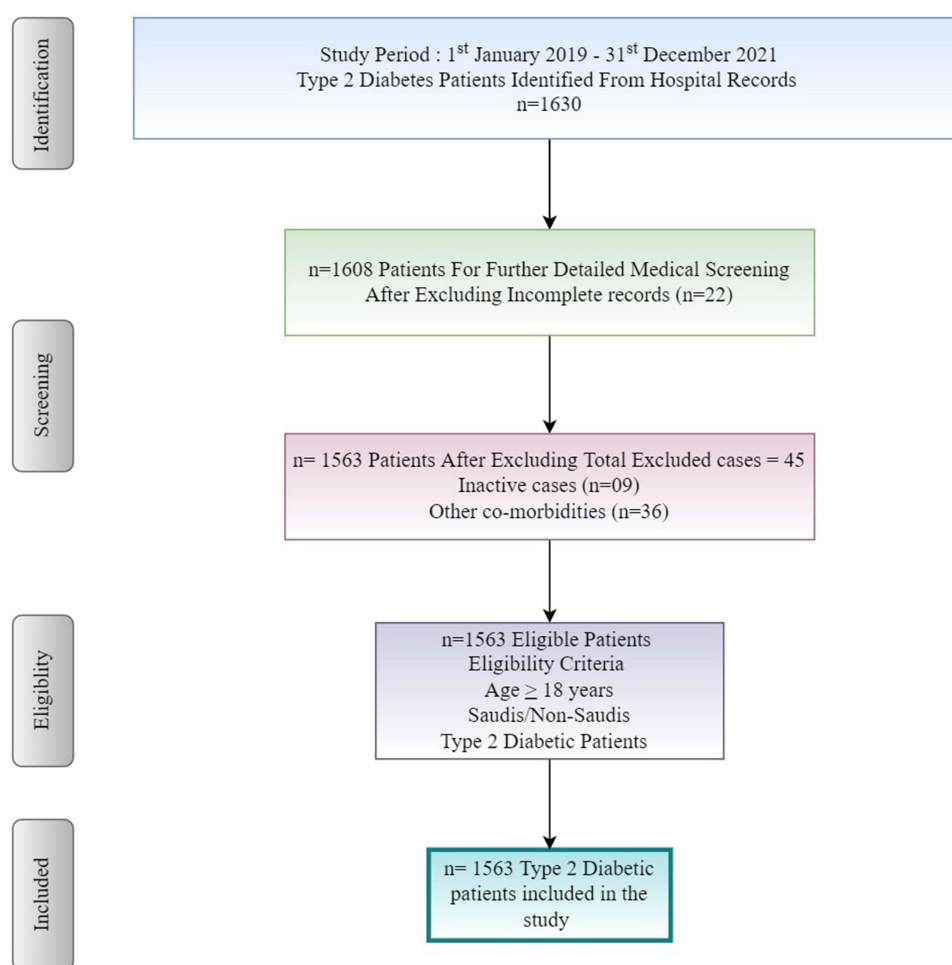 Identification
Study Period : 1st January 2019 - 31st December 2021
Type 2 Diabetes Patients Identified From Hospital Records
n=1630
n=1608 Patients For Further Detailed Medical Screening
After Excluding Incomplete records (n=22)
Screening
n= 1563 Patients After Excluding Total Excluded cases = 45
Inactive cases (n=09)
Other co-morbidities (n=36)
Eligiblity
n=1563 Eligible Patients
Eligibility Criteria
Age ≥ 18 years
Saudis/Non-Saudis
Type 2 Diabetic Patients
Included
n= 1563 Type 2 Diabetic
patients included in the
study